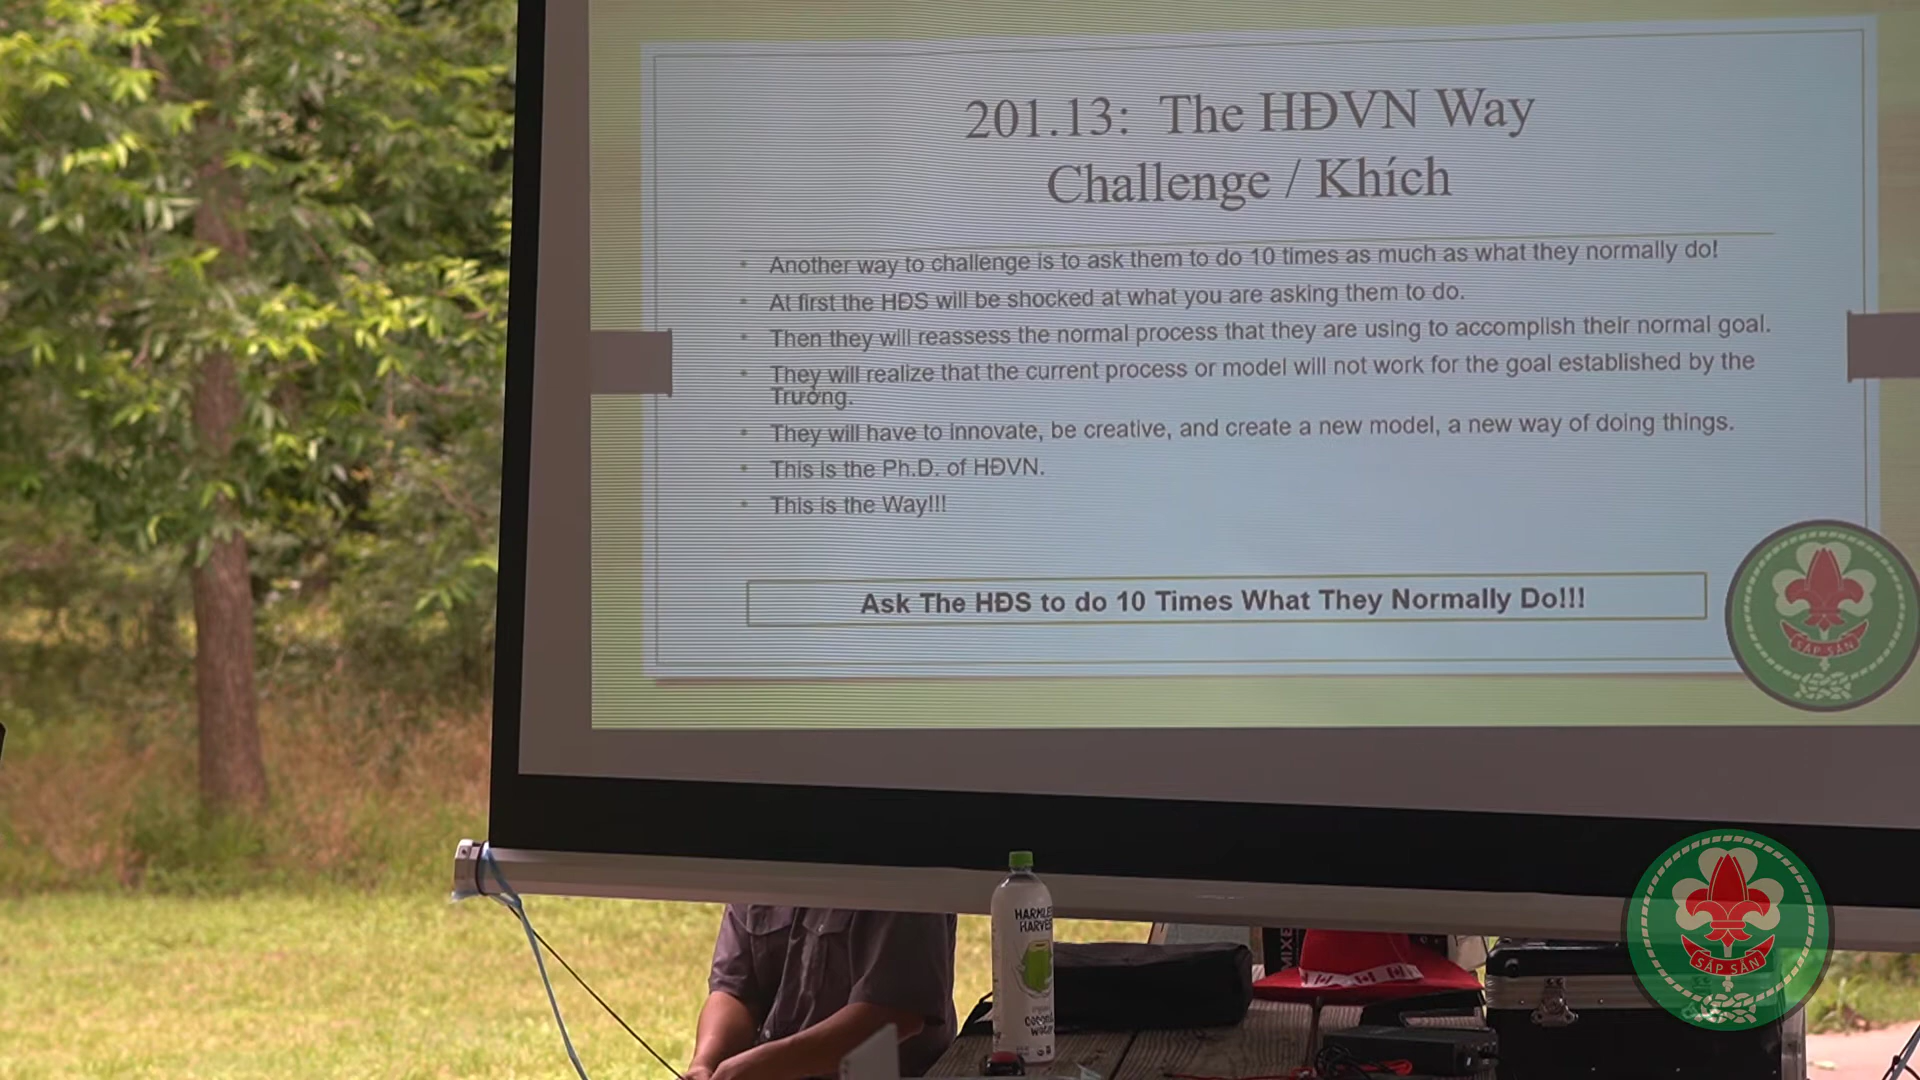 201.13: The HĐVN Way
Challenge / Khích
• Another way to challenge is to ask them to do 10 times as much as what they normally do!
• At first the HĐS will be shocked at what you are asking them to do.
• Then they will reassess the normal process that they are using to accomplish their normal goal.
• They will realize that the current process or model will not work for the goal established by the
Trưởng.
• They will have to innovate, be creative, and create a new model, a new way of doing things.
• This is the Ph.D. of HĐVN.
• This is the Way!!!
Ask The HĐS to do 10 Times What They Normally Do!!!
SẮP SẴN
HARMLE
HARVES
coconu
water
MIXE
SẮP SẴN